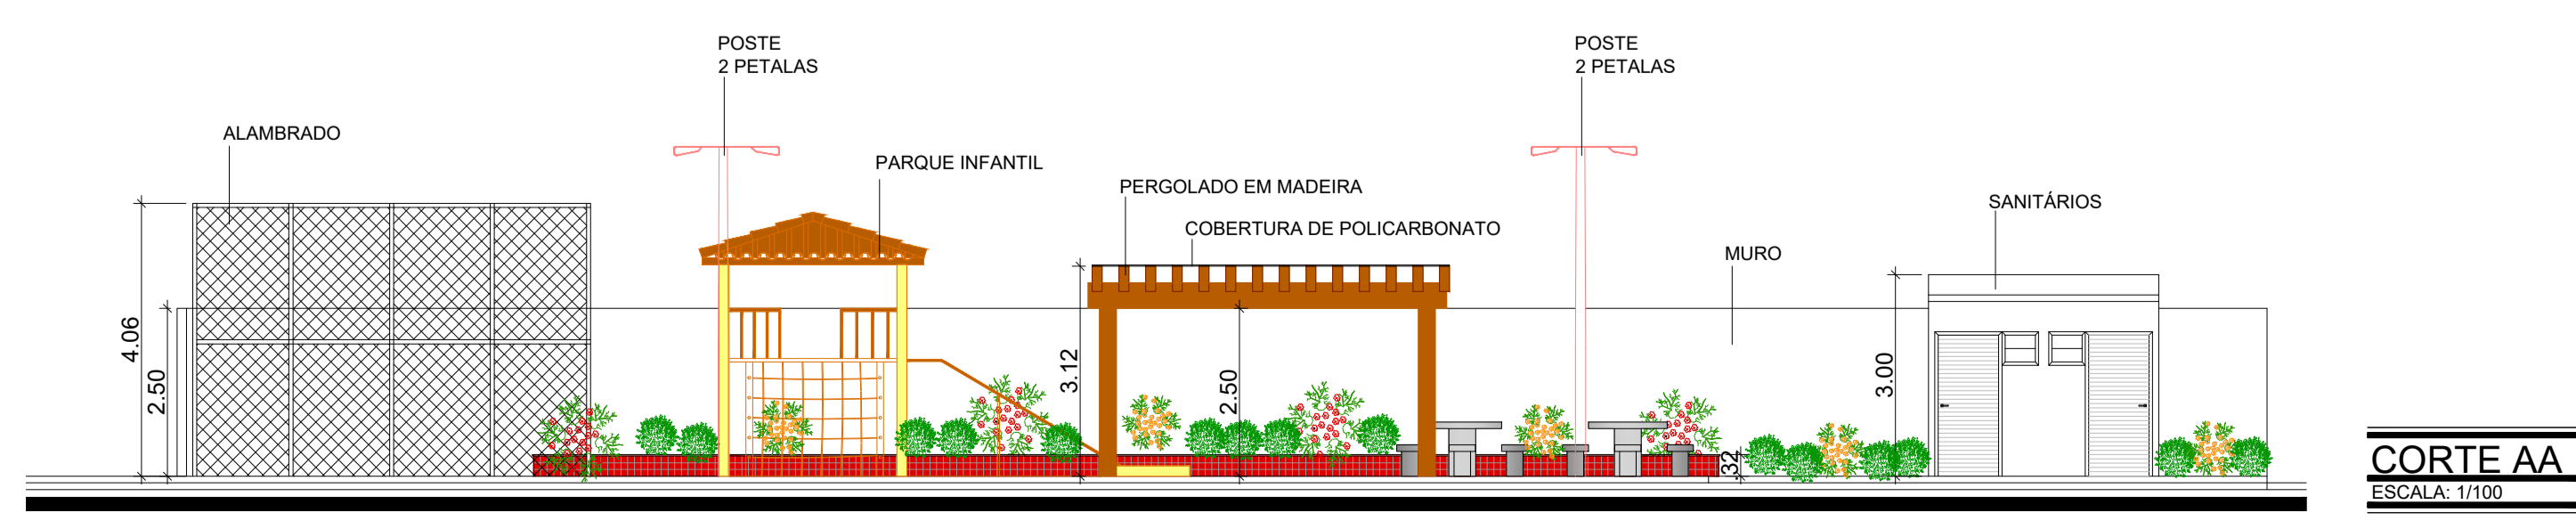 POSTE
2 PETALAS
POSTE
2 PETALAS
ALAMBRADO
PARQUE INFANTIL
PERGOLADO EM MADEIRA
SANITÁRIOS
COBERTURA DE POLICARBONATO
MURO
4.06
2.50
3.12
2.50
3.00
.32
CORTE AA
ESCALA: 1/100